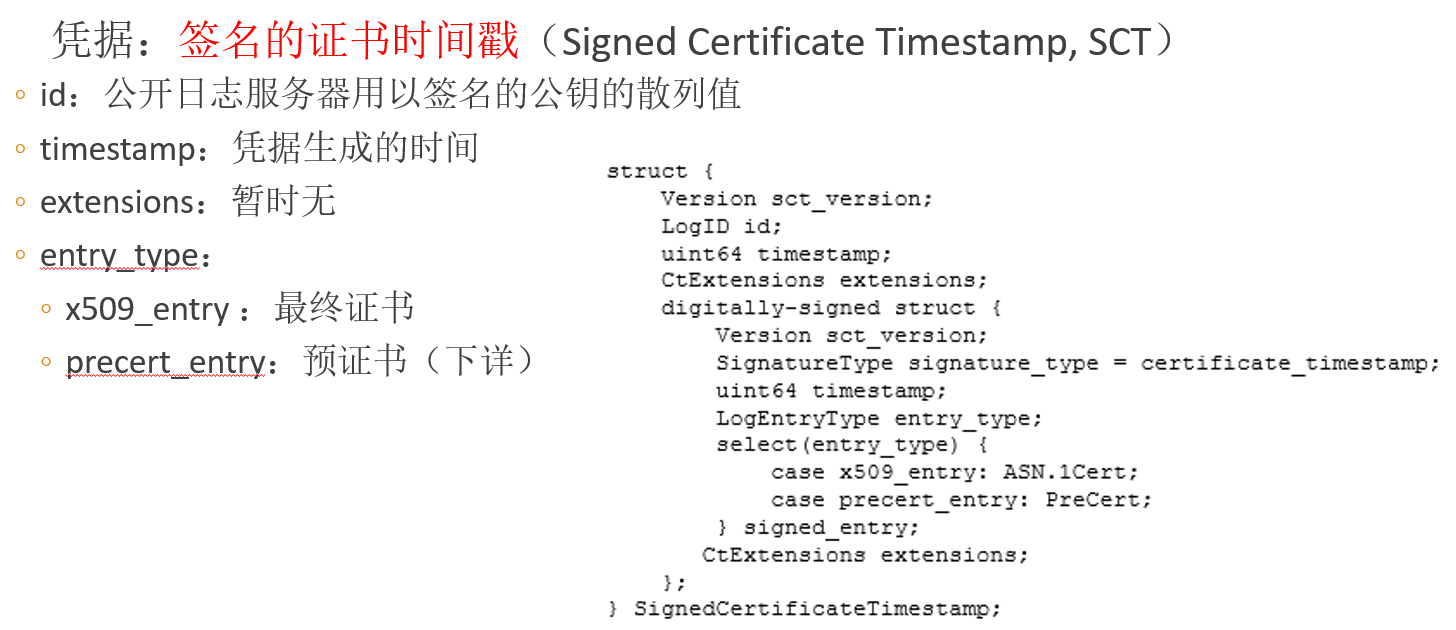 凭据：签名的证书时间戳（Signed Certificate Timestamp, SCT）
id：公开日志服务器用以签名的公钥的散列值
timestamp：凭据生成的时间
extensions：暂时无
entry_type：
x509_entry ：最终证书
precert_entry：预证书（下详）
struct {
Version sct_version;
LogID id;
uint64 timestamp;
CtExtensions extensions;
digitally-signed struct {
Version sct_version;
SignatureType signature_type = certificate_timestamp;
uint64 timestamp;
LogEntryType entry_type;
select(entry_type) {
case x509_entry: ASN.1Cert;
case precert_entry: PreCert;
} signed_entry;
CtExtensions extensions;
};
} SignedCertificateTimestamp;